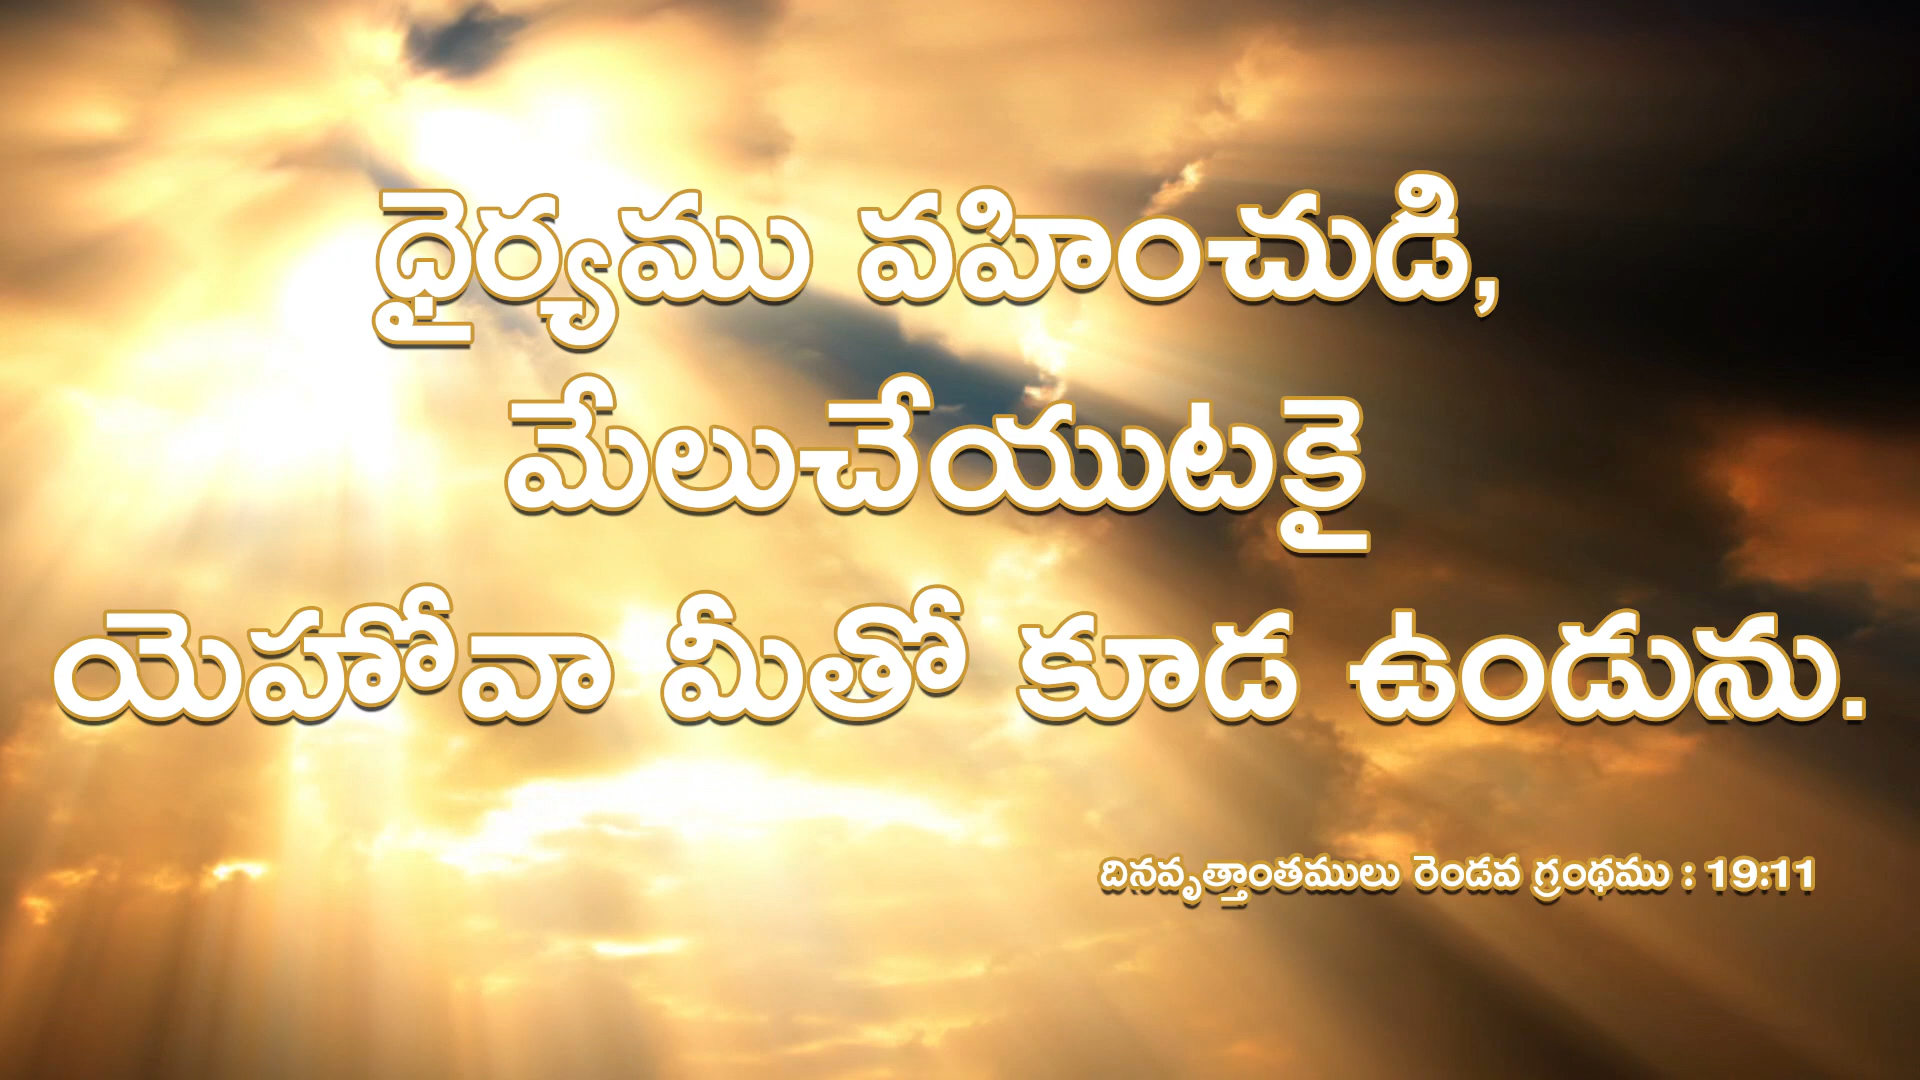 ధైర్యము వహించుడి,
మేలుచేయుటకై
యెహోవా మీతో కూడ ఉండును.
దినవృత్తాంతములు రెండవ గ్రంథము : 19:11